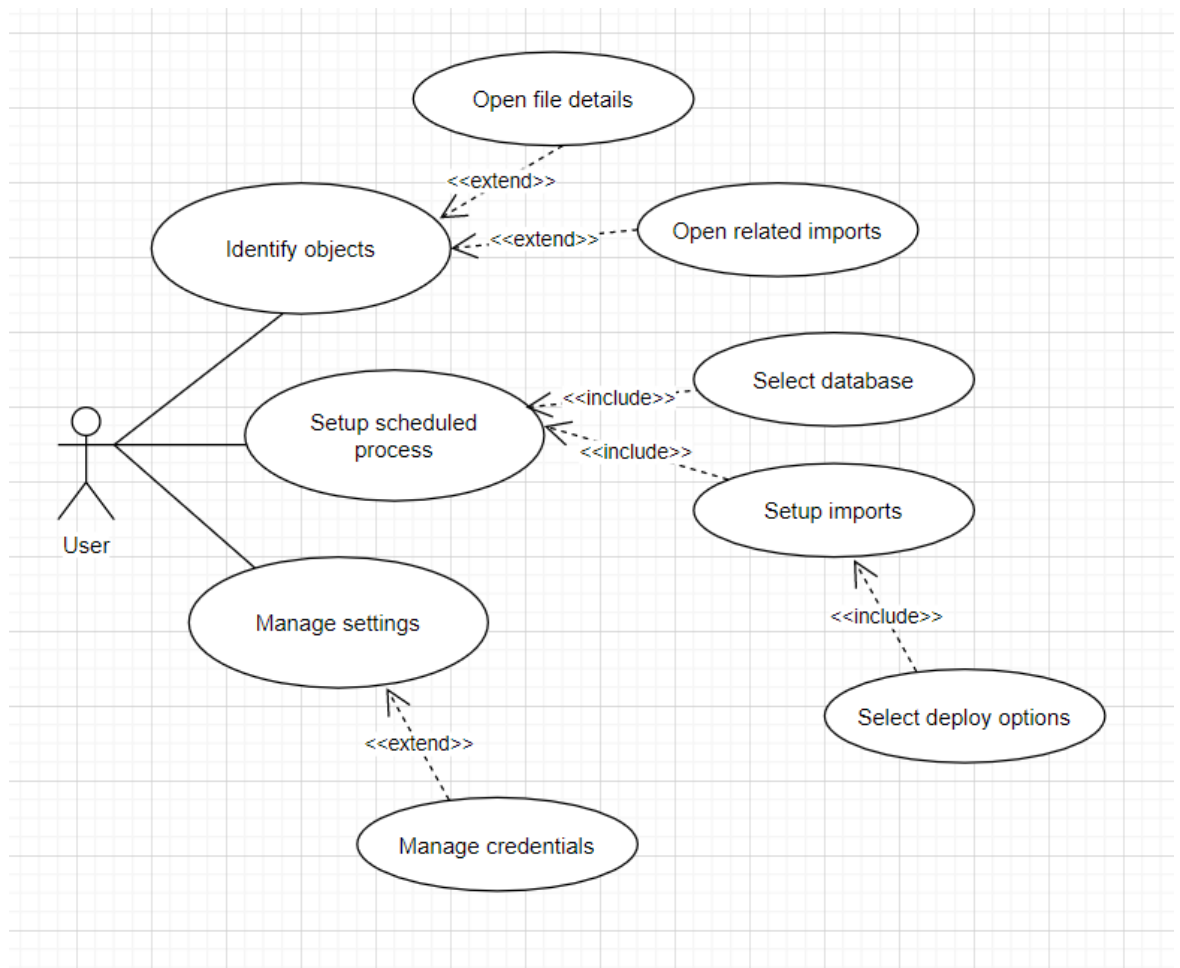 Open file details
<<extend>>
Open related imports
<<extend>>
Identify objects
Select database
<<include>>
Setup scheduled
process
<<include>>
Setup imports
User
Manage settings
<<include>>
Select deploy options
<<extend>>
Manage credentials